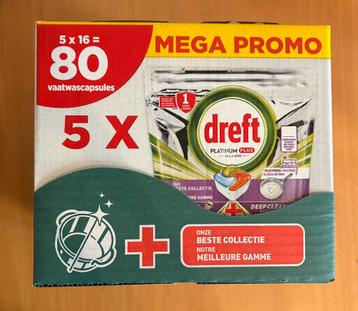 5 x 16 =
80
vaatwascapsules
MEGA PROMO
5 X
1
dreft
PLATINUM PLUS
ALL IN ONE
BESTE COLLECTIE
DEEP CLEAN
ONZE
BESTE COLLECTIE
NOTRE
MEILLEURE GAMME